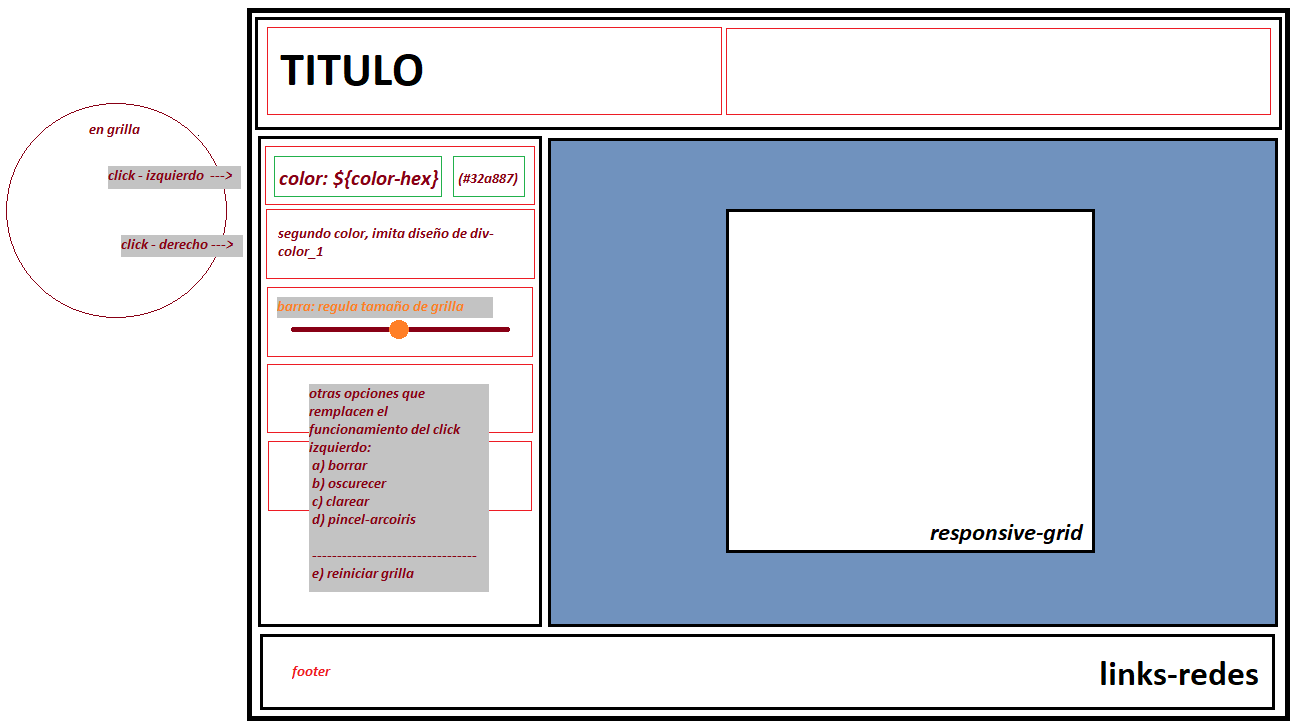 TITULO
en grilla
click - izquierdo --->
click - derecho --->
color: ${color-hex}
(#32a887)
segundo color, imita diseño de div-
color_1
barra: regula tamaño de grilla
otras opciones que
remplacen el
funcionamiento del click
izquierdo:
a) borrar
b) oscurecer
c) clarear
d) pincel-arcoiris
---------------------------------
e) reiniciar grilla
responsive-grid
footer
links-redes